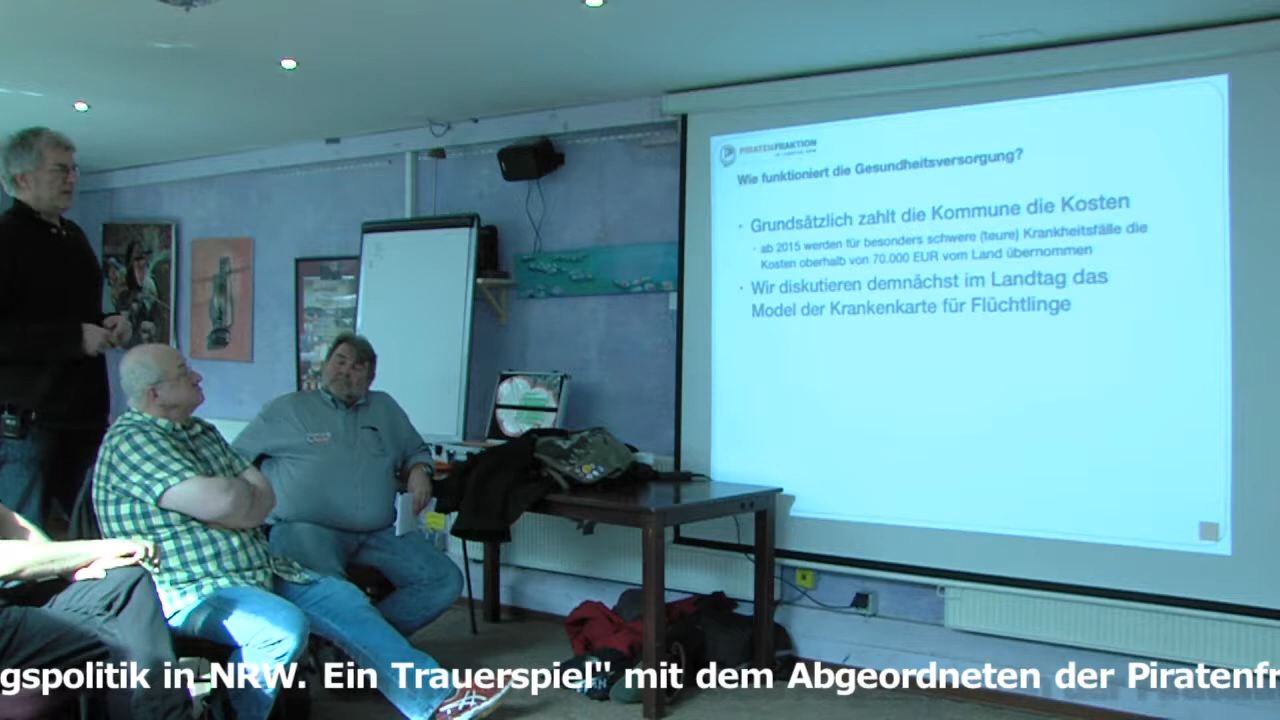 PIRATENFRAKTION
Wie funktioniert die Gesundheitsversorgung?
· Grundsätzlich zahlt die Kommune die Kosten
· ab 2015 werden für besonders schwere (teure) Krankheitsfälle die
Kosten oberhalb von 70.000 EUR vom Land übernommen
· Wir diskutieren demnächst im Landtag das
Model der Krankenkarte für Flüchtlinge
gspolitik in NRW. Ein Trauerspiel" mit dem Abgeordneten der Piratenfr